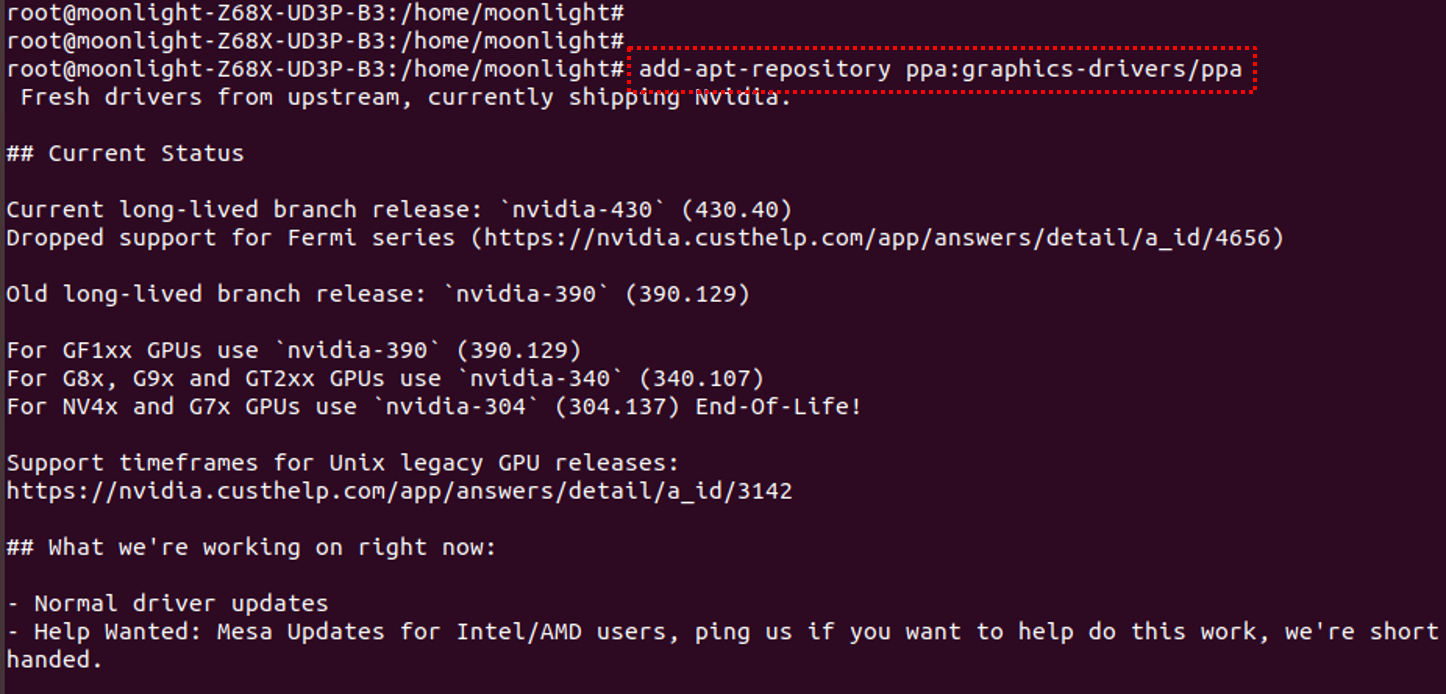 root@moonlight-Z68X-UD3P-B3:/home/moonlight#
root@moonlight-Z68X-UD3P-B3:/home/moonlight#
root@moonlight-Z68X-UD3P-B3:/home/moonlight# add-apt-repository ppa:graphics-drivers/ppa
 Fresh drivers from upstream, currently shipping Nvidia.
## Current Status
Current long-lived branch release: `nvidia-430` (430.40)
Dropped support for Fermi series (https://nvidia.custhelp.com/app/answers/detail/a_id/4656)
Old long-lived branch release: `nvidia-390` (390.129)
For GF1xx GPUs use `nvidia-390` (390.129)
For G8x, G9x and GT2xx GPUs use `nvidia-340` (340.107)
For NV4x and G7x GPUs use `nvidia-304` (304.137) End-Of-Life!
Support timeframes for Unix legacy GPU releases:
https://nvidia.custhelp.com/app/answers/detail/a_id/3142
## What we're working on right now:
- Normal driver updates
- Help Wanted: Mesa Updates for Intel/AMD users, ping us if you want to help do this work, we're short
handed.